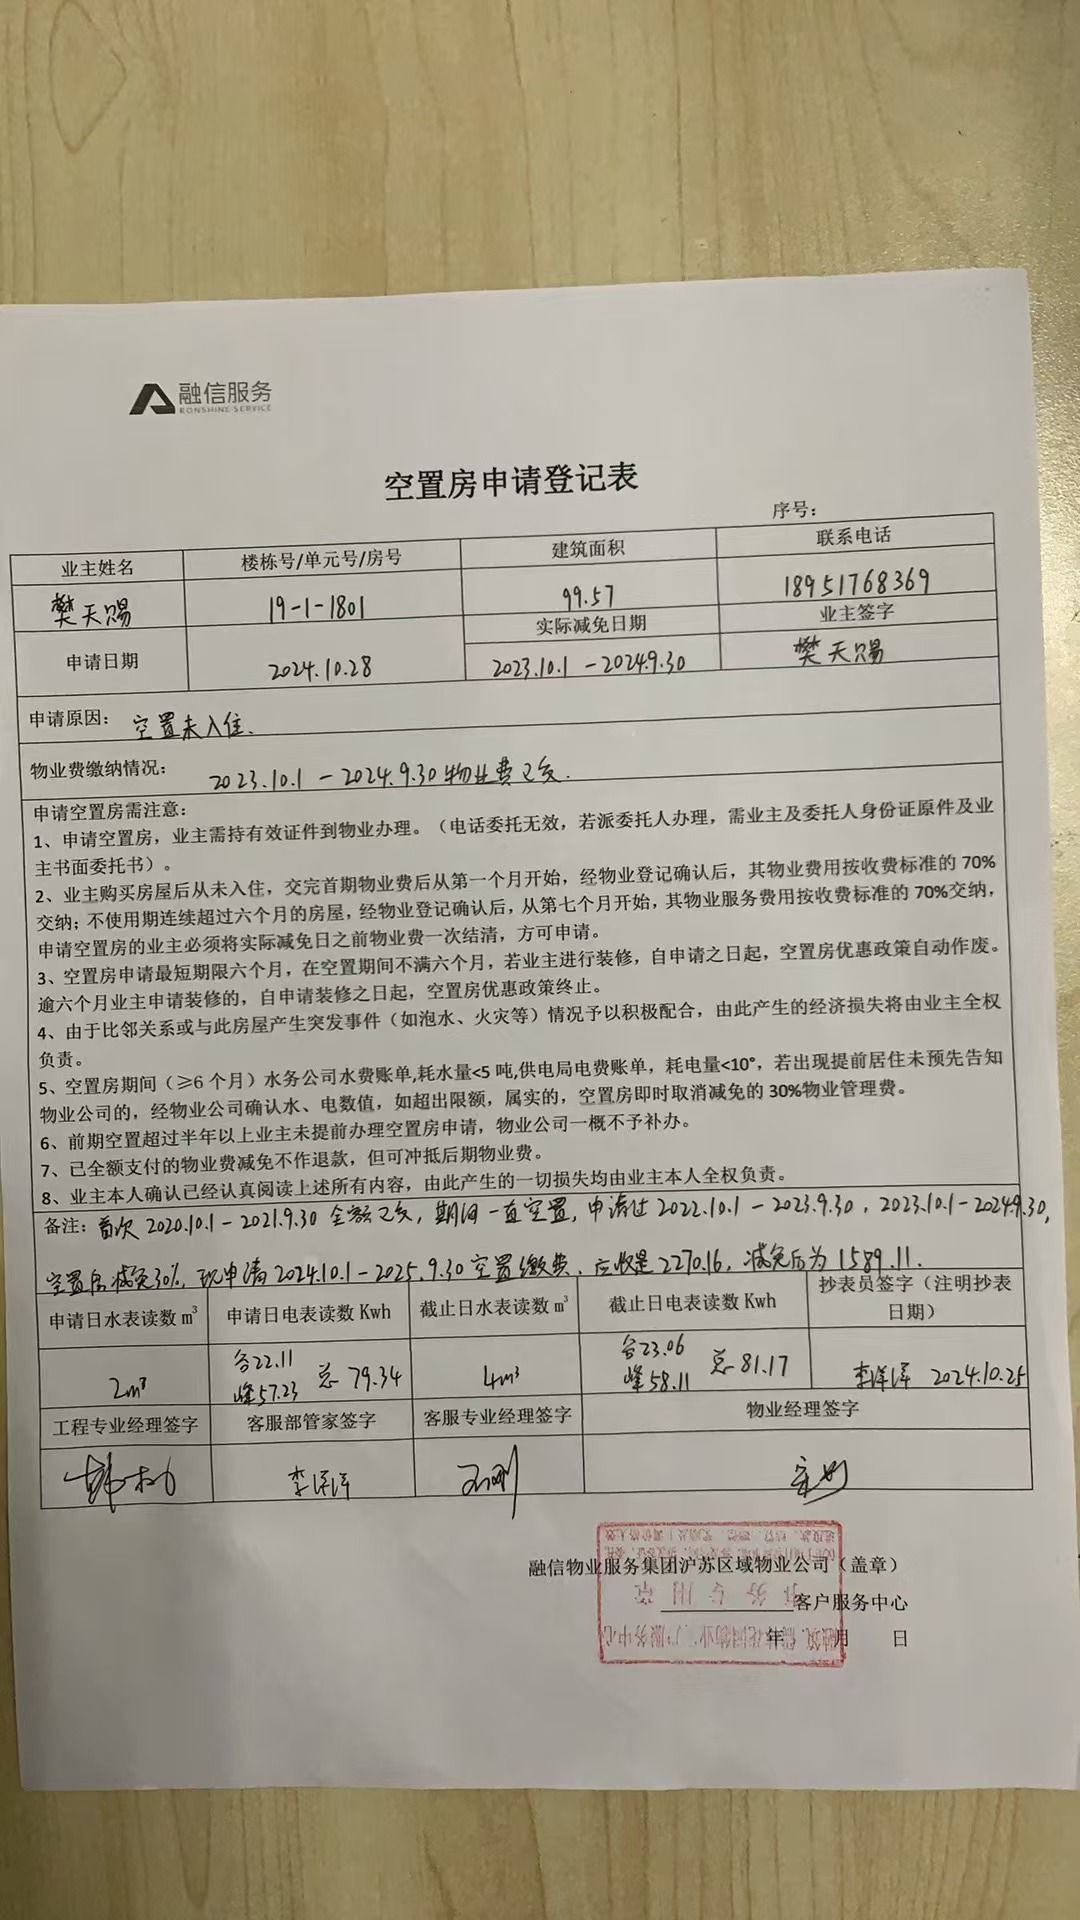 融信服务
RONSHINE SERVICE
空置房申请登记表
序号：
业主姓名 楼栋号/单元号/房号 建筑面积 联系电话
樊天赐 19-1-1801 99.57 18951768369
实际减免日期 业主签字
申请日期 2024.10.28 2023.10.1-2024.9.30 樊天赐
申请原因： 空置未入住.
物业费缴纳情况： 2023.10.1-2024.9.30物业费已交.
申请空置房需注意：
1、申请空置房，业主需持有效证件到物业办理。（电话委托无效，若派委托人办理，需业主及委托人身份证原件及业
主书面委托书）。
2、业主购买房屋后从未入住，交完首期物业费后从第一个月开始，经物业登记确认后，其物业费用按收费标准的 70%
交纳；不使用期连续超过六个月的房屋，经物业登记确认后，从第七个月开始，其物业服务费用按收费标准的 70%交纳，
申请空置房的业主必须将实际减免日之前物业费一次结清，方可申请。
3、空置房申请最短期限六个月，在空置期间不满六个月，若业主进行装修，自申请之日起，空置房优惠政策自动作废。
逾六个月业主申请装修的，自申请装修之日起，空置房优惠政策终止。
4、由于比邻关系或与此房屋产生突发事件（如泡水、火灾等）情况予以积极配合，由此产生的经济损失将由业主全权
负责。
5、空置房期间（≥6 个月）水务公司水费账单,耗水量<5 吨,供电局电费账单，耗电量<10°，若出现提前居住未预先告知
物业公司的，经物业公司确认水、电数值，如超出限额，属实的，空置房即时取消减免的 30%物业管理费。
6、前期空置超过半年以上业主未提前办理空置房申请，物业公司一概不予补办。
7、已全额支付的物业费减免不作退款，但可冲抵后期物业费。
8、业主本人确认已经认真阅读上述所有内容，由此产生的一切损失均由业主本人全权负责。
备注：首次 2020.10.1-2021.9.30 全额已交，期间一直空置，申请过 2022.10.1-2023.9.30，2023.10.1-2024.9.30，
空置房减免30%，现申请 2024.10.1-2025.9.30空置缴费，应收是2270.16，减免后为1589.11.
申请日水表读数 m³ 申请日电表读数 Kwh 截止日水表读数 m³ 截止日电表读数 Kwh 抄表员签字（注明抄表
日期）
谷22.11 谷23.06
2m³ 峰57.23 总 79.34 4m³ 峰58.11 总 81.17 李洋洋 2024.10.25
工程专业经理签字 客服部管家签字 客服专业经理签字 物业经理签字
李洋洋
融信物业服务集团沪苏区域物业公司（盖章）
客户服务中心
年 月 日